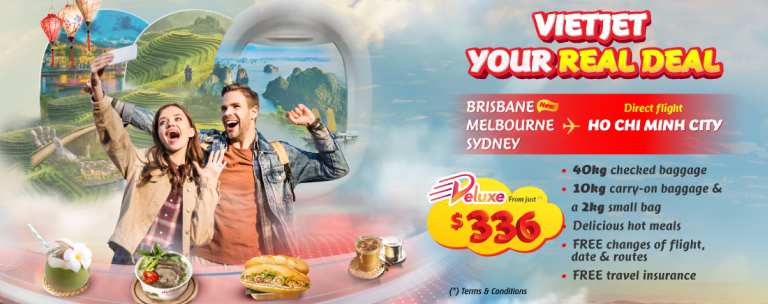 VIETJET
YOUR REAL DEAL
BRISBANE New
MELBOURNE
SYDNEY
Direct flight
HO CHI MINH CITY
Deluxe From just (*)
$336
• 40kg checked baggage
• 10kg carry-on baggage &
a 2kg small bag
• Delicious hot meals
• FREE changes of flight,
date & routes
• FREE travel insurance
(*) Terms & Conditions